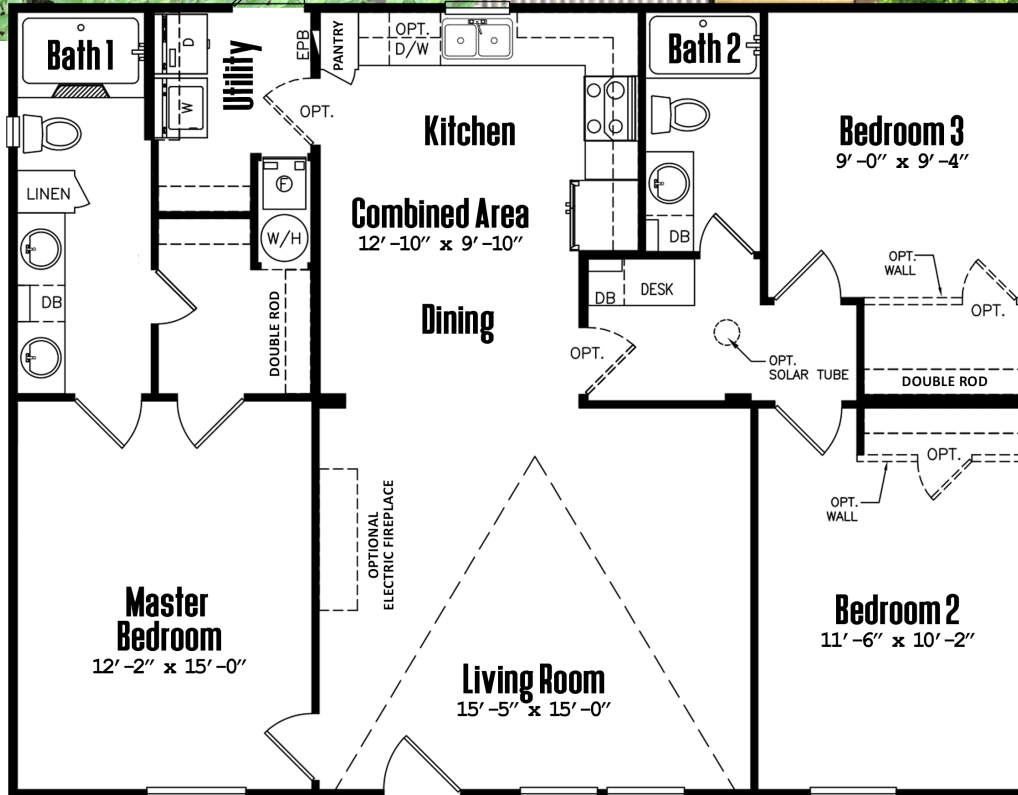 Bath 1
D
W
Utility
EPB
PANTRY
OPT.
D/W
OPT.
Kitchen
Bath 2
Bedroom 3
9'-0" x 9'-4"
LINEN
F
W/H
Combined Area
12'-10" x 9'-10"
DB
OPT.
WALL
OPT.
DB
DOUBLE ROD
Dining
DB
DESK
OPT.
OPT.
SOLAR TUBE
DOUBLE ROD
OPT.
OPT.
WALL
OPTIONAL
ELECTRIC FIREPLACE
Master
Bedroom
12'-2" x 15'-0"
Living Room
15'-5" x 15'-0"
Bedroom 2
11'-6" x 10'-2"